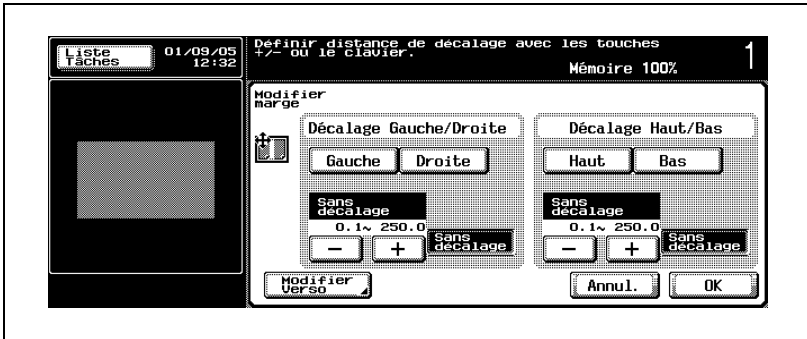 Liste
Tâches
01/09/05
12:32
Définir distance de décalage avec les touches
+/- ou le clavier.
Mémoire 100%
1
Modifier
marge
Décalage Gauche/Droite
Décalage Haut/Bas
Gauche
Droite
Haut
Bas
Sans
décalage
0.1~ 250.0
Sans
décalage
Sans
décalage
0.1~ 250.0
Sans
décalage
Modifier
Verso
Annul.
OK